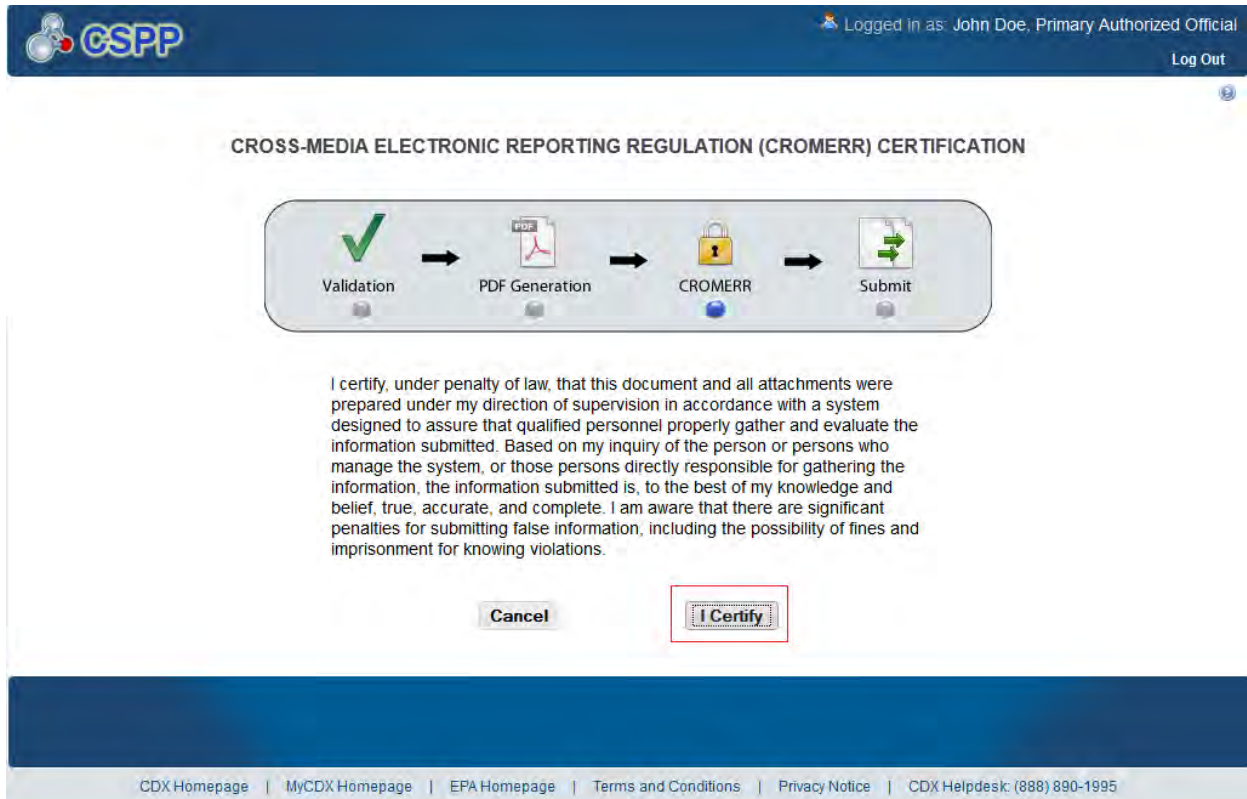 CSPP
Logged in as: John Doe, Primary Authorized Official
Log Out
CROSS-MEDIA ELECTRONIC REPORTING REGULATION (CROMERR) CERTIFICATION
PDF
Validation
PDF Generation
CROMERR
Submit
I certify, under penalty of law, that this document and all attachments were
prepared under my direction of supervision in accordance with a system
designed to assure that qualified personnel properly gather and evaluate the
information submitted. Based on my inquiry of the person or persons who
manage the system, or those persons directly responsible for gathering the
information, the information submitted is, to the best of my knowledge and
belief, true, accurate, and complete. I am aware that there are significant
penalties for submitting false information, including the possibility of fines and
imprisonment for knowing violations.
Cancel
I Certify
CDX Homepage | MyCDX Homepage | EPA Homepage | Terms and Conditions | Privacy Notice | CDX Helpdesk: (888) 890-1995